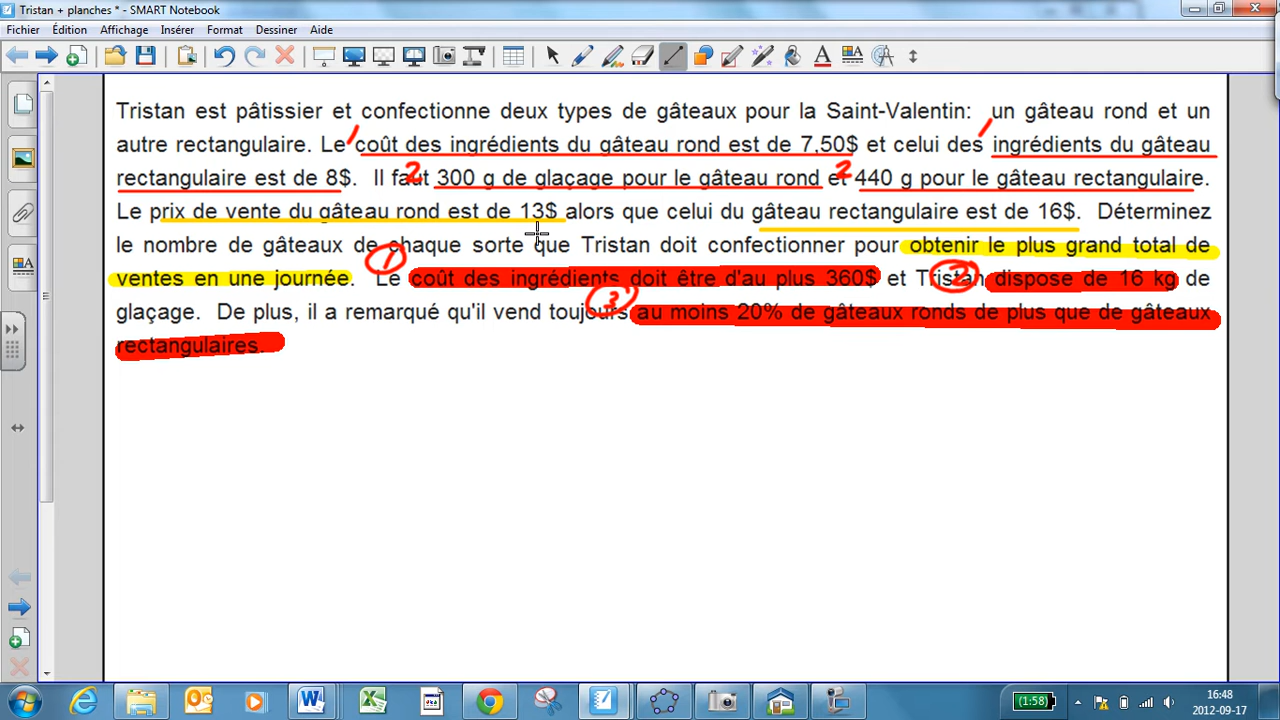 Tristan + planches * - SMART Notebook
Fichier Édition Affichage Insérer Format Dessiner Aide
Tristan est pâtissier et confectionne deux types de gâteaux pour la Saint-Valentin: un gâteau rond et un
autre rectangulaire. Le coût des ingrédients du gâteau rond est de 7,50$ et celui des ingrédients du gâteau
rectangulaire est de 8$. Il faut 300 g de glaçage pour le gâteau rond et 440 g pour le gâteau rectangulaire.
Le prix de vente du gâteau rond est de 13$ alors que celui du gâteau rectangulaire est de 16$. Déterminez
le nombre de gâteaux de chaque sorte que Tristan doit confectionner pour obtenir le plus grand total de
ventes en une journée. Le coût des ingrédients doit être d'au plus 360$ et Tristan dispose de 16 kg de
glaçage. De plus, il a remarqué qu'il vend toujours au moins 20% de gâteaux ronds de plus que de gâteaux
rectangulaires.
1 1
2 2
1 2
3
(1:58)
16:48
2012-09-17